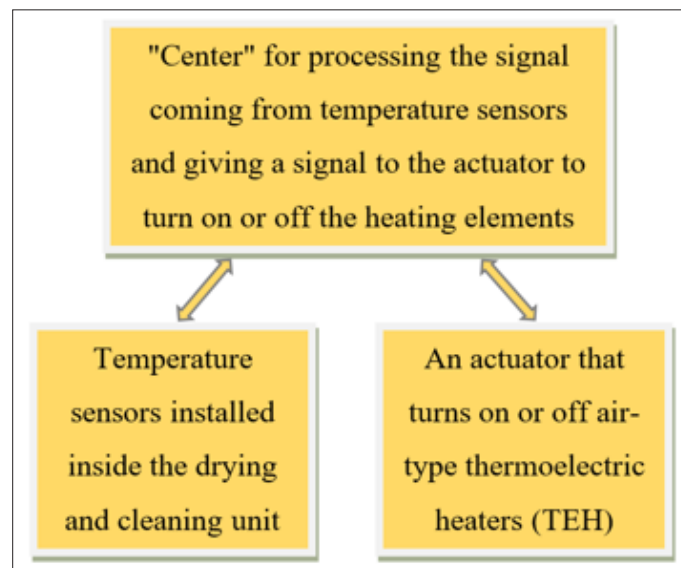 "Center" for processing the signal
coming from temperature sensors
and giving a signal to the actuator to
turn on or off the heating elements
Temperature
sensors installed
inside the drying
and cleaning unit
An actuator that
turns on or off air-
type thermoelectric
heaters (TEH)